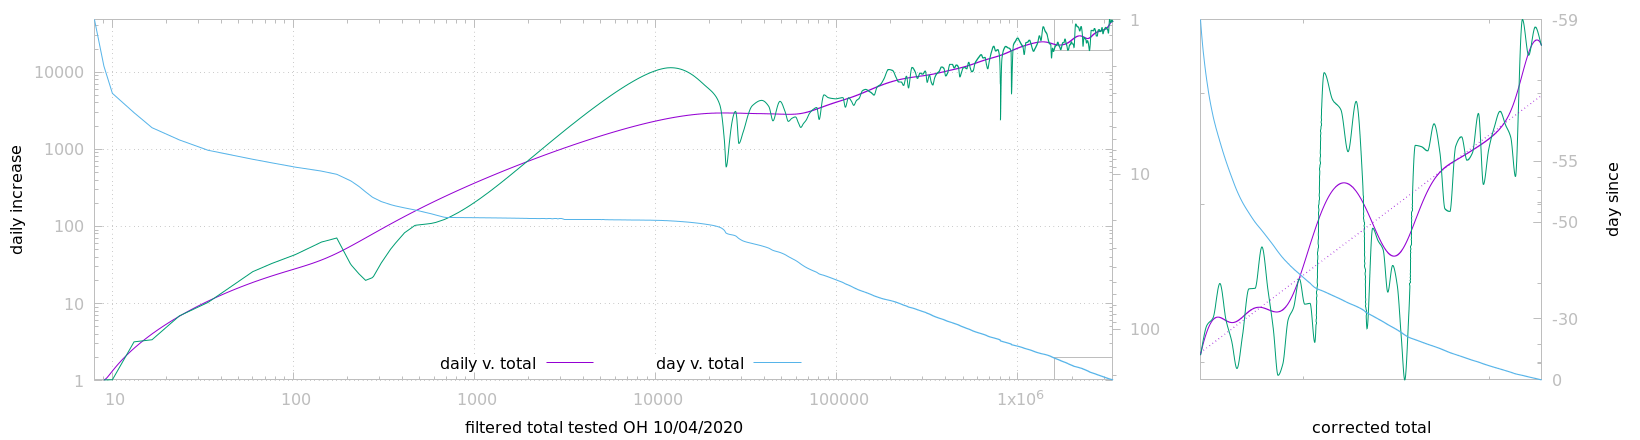 daily increase
10000
1000
100
10
1
10
100
1000
10000
100000
1x10^6
1
10
100
daily v. total
day v. total
filtered total tested OH 10/04/2020
-59
-55
-50
-30
0
day since
corrected total